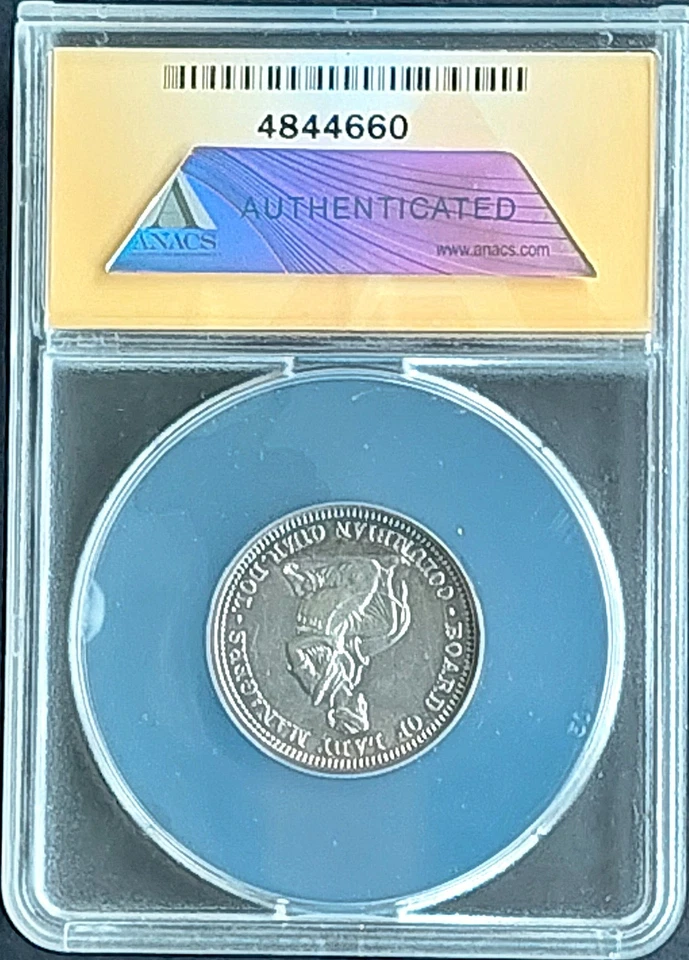 4844660
AUTHENTICATED
ANACS
www.anacs.com
BOARD OF LADY MANAGERS
COLUMBIAN QUAR. DOL.